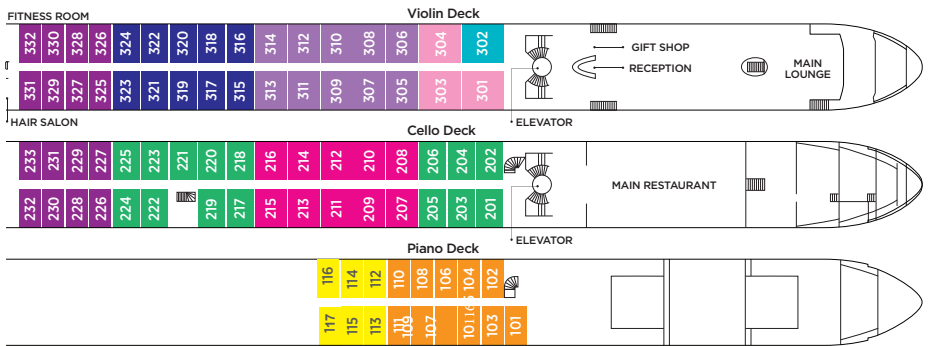 FITNESS ROOM
Violin Deck
332 330 328 326 324 322 320 318 316 314 312 310 308 306 304 302
GIFT SHOP
RECEPTION
MAIN
LOUNGE
331 329 327 325 323 321 319 317 315 313 311 309 307 305 303 301
HAIR SALON
ELEVATOR
Cello Deck
233 231 229 227 225 223 221 220 218 216 214 212 210 208 206 204 202
MAIN RESTAURANT
232 230 228 226 224 222 219 217 215 213 211 209 207 205 203 201
ELEVATOR
Piano Deck
116 114 112 110 108 106 104 102
117 115 113 111 109 107 103 101